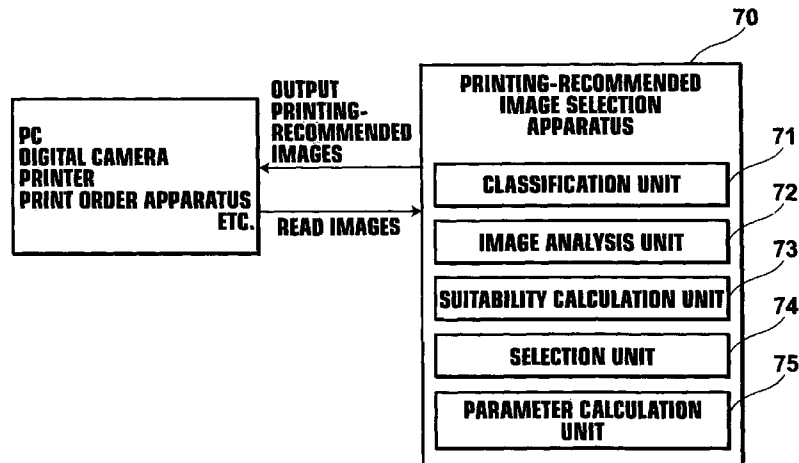 70
OUTPUT
PRINTING-
RECOMMENDED
IMAGES
PC
DIGITAL CAMERA
PRINTER
PRINT ORDER APPARATUS
ETC.
READ IMAGES
PRINTING-RECOMMENDED
IMAGE SELECTION
APPARATUS
71
CLASSIFICATION UNIT
72
IMAGE ANALYSIS UNIT
73
SUITABILITY CALCULATION UNIT
74
SELECTION UNIT
75
PARAMETER CALCULATION
UNIT